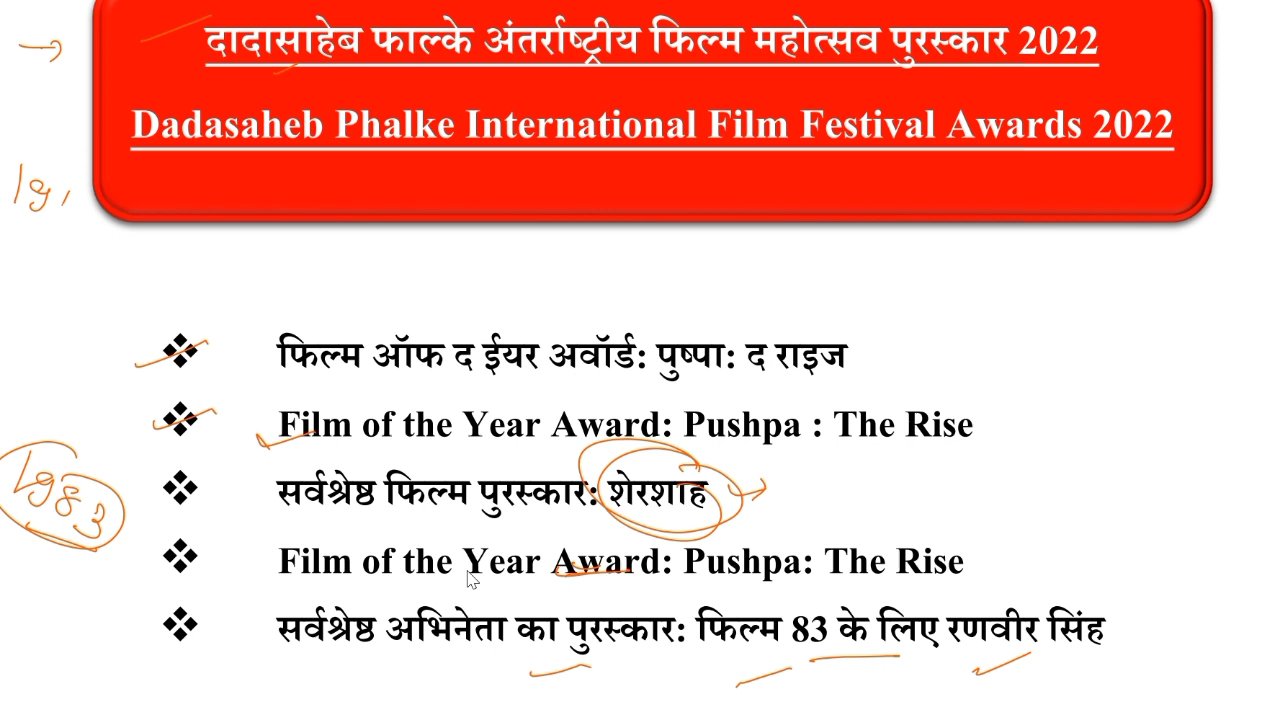 दादासाहेब फाल्के अंतर्राष्ट्रीय फिल्म महोत्सव पुरस्कार 2022
Dadasaheb Phalke International Film Festival Awards 2022
फिल्म ऑफ द ईयर अवॉर्ड: पुष्पा: द राइज
Film of the Year Award: Pushpa : The Rise
सर्वश्रेष्ठ फिल्म पुरस्कार: शेरशाह
1983
Film of the Year Award: Pushpa: The Rise
सर्वश्रेष्ठ अभिनेता का पुरस्कार: फिल्म 83 के लिए रणवीर सिंह